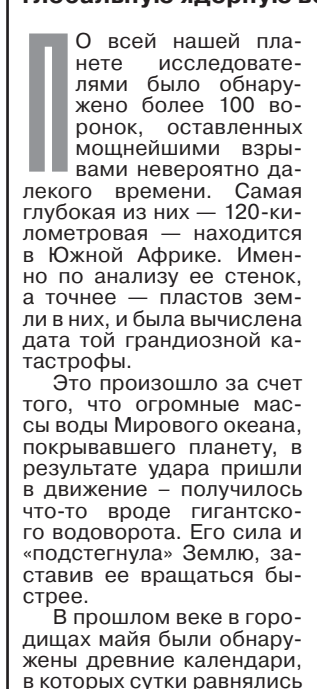 глобальную ядерную во
ПО всей нашей пла-
нете исследовате-
лями было обнару-
жено более 100 во-
ронок, оставленных
мощнейшими взры-
вами невероятно да-
лекого времени. Самая
глубокая из них — 120-ки-
лометровая — находится
в Южной Африке. Имен-
но по анализу ее стенок,
а точнее — пластов зем-
ли в них, и была вычислена
дата той грандиозной ка-
тастрофы.
Это произошло за счет
того, что огромные мас-
сы воды Мирового океана,
покрывавшего планету, в
результате удара пришли
в движение – получилось
что-то вроде гигантско-
го водоворота. Его сила и
«подстегнула» Землю, за-
ставив ее вращаться бы-
стрее.
В прошлом веке в горо-
дищах майя были обнару-
жены древние календари,
в которых сутки равнялись